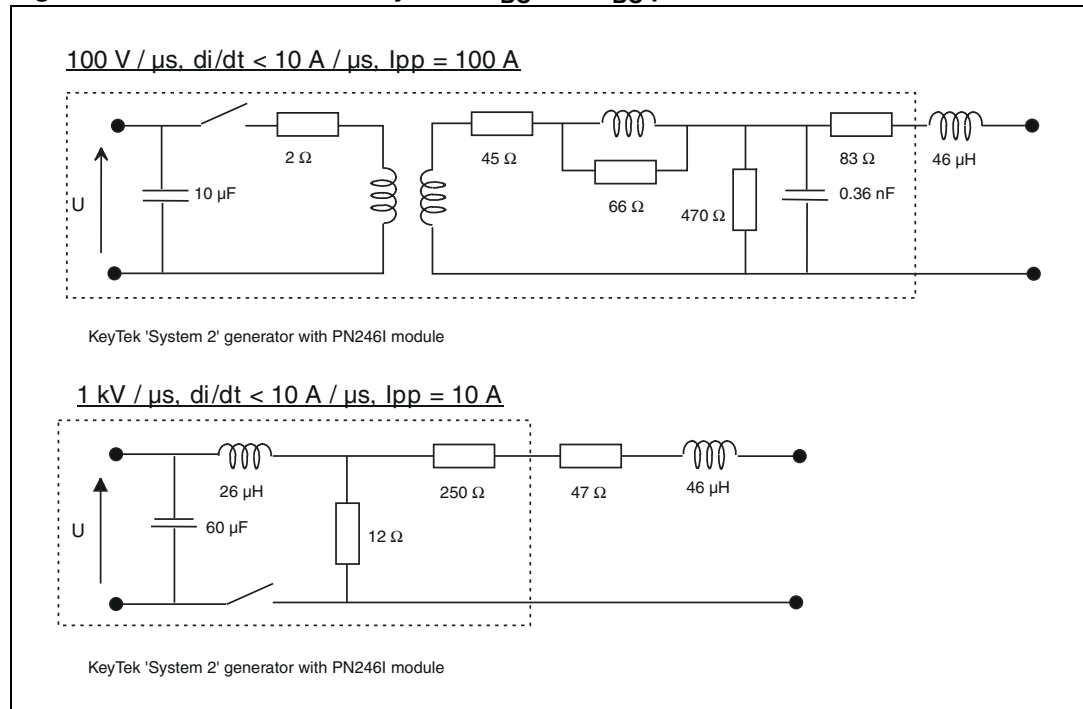 100 V / µs, di/dt < 10 A / µs, Ipp = 100 A
2 Ω
45 Ω
83 Ω
46 µH
U
10 µF
66 Ω
0.36 nF
470 Ω
KeyTek 'System 2' generator with PN246I module
1 kV / µs, di/dt < 10 A / µs, Ipp = 10 A
26 µH
250 Ω
47 Ω
46 µH
U
60 µF
12 Ω
KeyTek 'System 2' generator with PN246I module